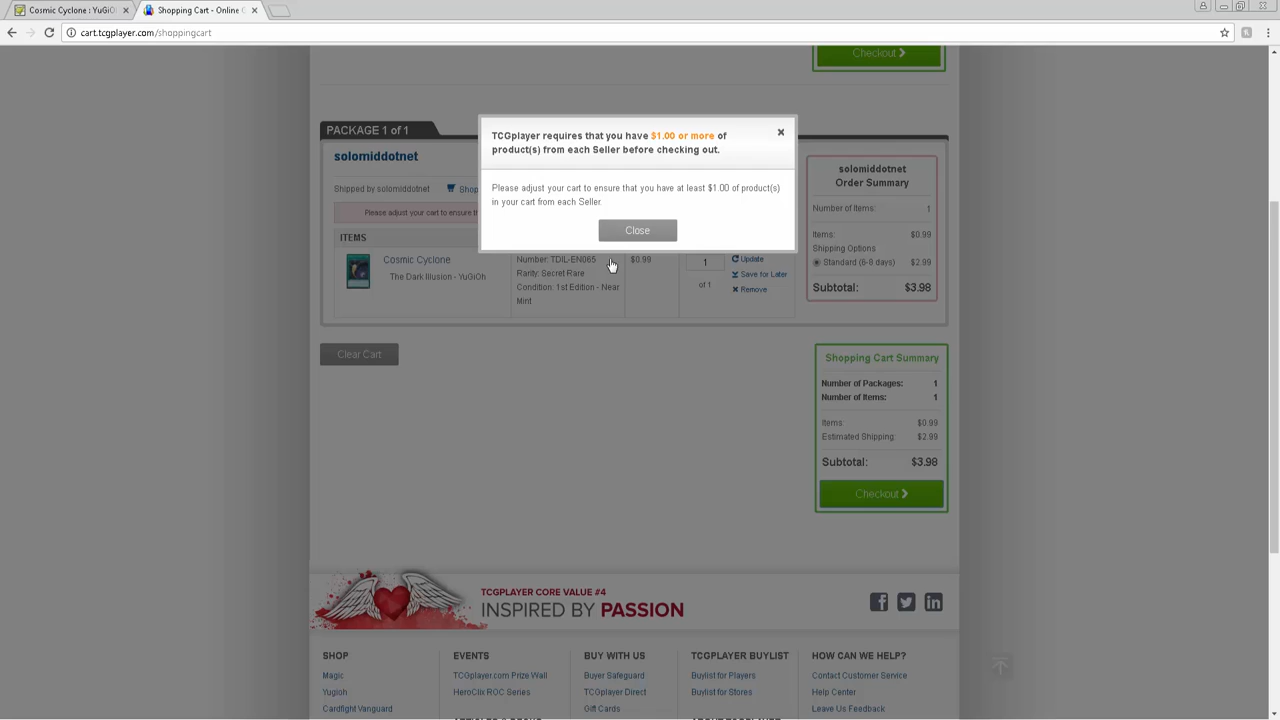 Cosmic Cyclone : YuGiO
Shopping Cart - Online
cart.tcgplayer.com/shoppingcart
Checkout
PACKAGE 1 of 1
solomiddotnet
Shipped by solomiddotnet
Shop
Please adjust your cart to ensure th
ITEMS
Cosmic Cyclone
The Dark Illusion - YuGiOh
Number: TDIL-EN065
Rarity: Secret Rare
Condition: 1st Edition - Near
Mint
$0.99
1
of 1
Update
Save for Later
Remove
TCGplayer requires that you have $1.00 or more of
product(s) from each Seller before checking out.
Please adjust your cart to ensure that you have at least $1.00 of product(s)
in your cart from each Seller.
Close
solomiddotnet
Order Summary
Number of Items: 1
Items: $0.99
Shipping Options
Standard (6-8 days) $2.99
Subtotal: $3.98
Clear Cart
Shopping Cart Summary
Number of Packages: 1
Number of Items: 1
Items: $0.99
Estimated Shipping: $2.99
Subtotal: $3.98
Checkout
TCGPLAYER CORE VALUE #4
INSPIRED BY PASSION
SHOP
Magic
Yugioh
Cardfight Vanguard
EVENTS
TCGplayer.com Prize Wall
HeroClix ROC Series
BUY WITH US
Buyer Safeguard
TCGplayer Direct
Gift Cards
TCGPLAYER BUYLIST
Buylist for Players
Buylist for Stores
HOW CAN WE HELP?
Contact Customer Service
Help Center
Leave Us Feedback